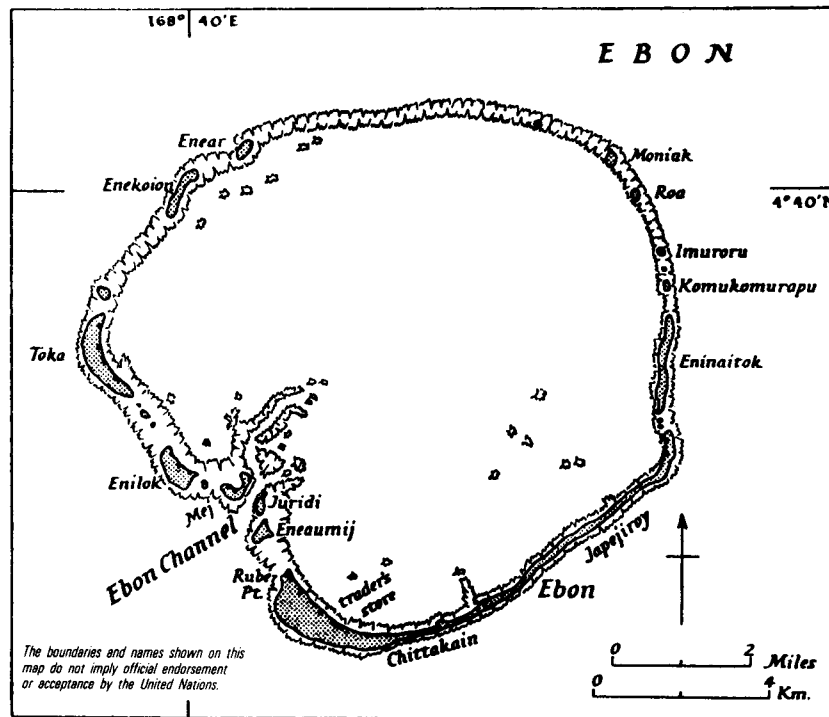 168° 40'E
E B O N
Enear
Moniak
Enekoion
Roa
4°40'N
Imuroru
Komukomurapu
Toka
Eninaitok
Enilok
Mej
Juridi
Ebon Channel
Eneaumij
Japejiroy
Rube
Pt.
trader's
store
Ebon
Chittakain
The boundaries and names shown on this
map do not imply official endorsement
or acceptance by the United Nations.
0 2
Miles
0 4
Km.